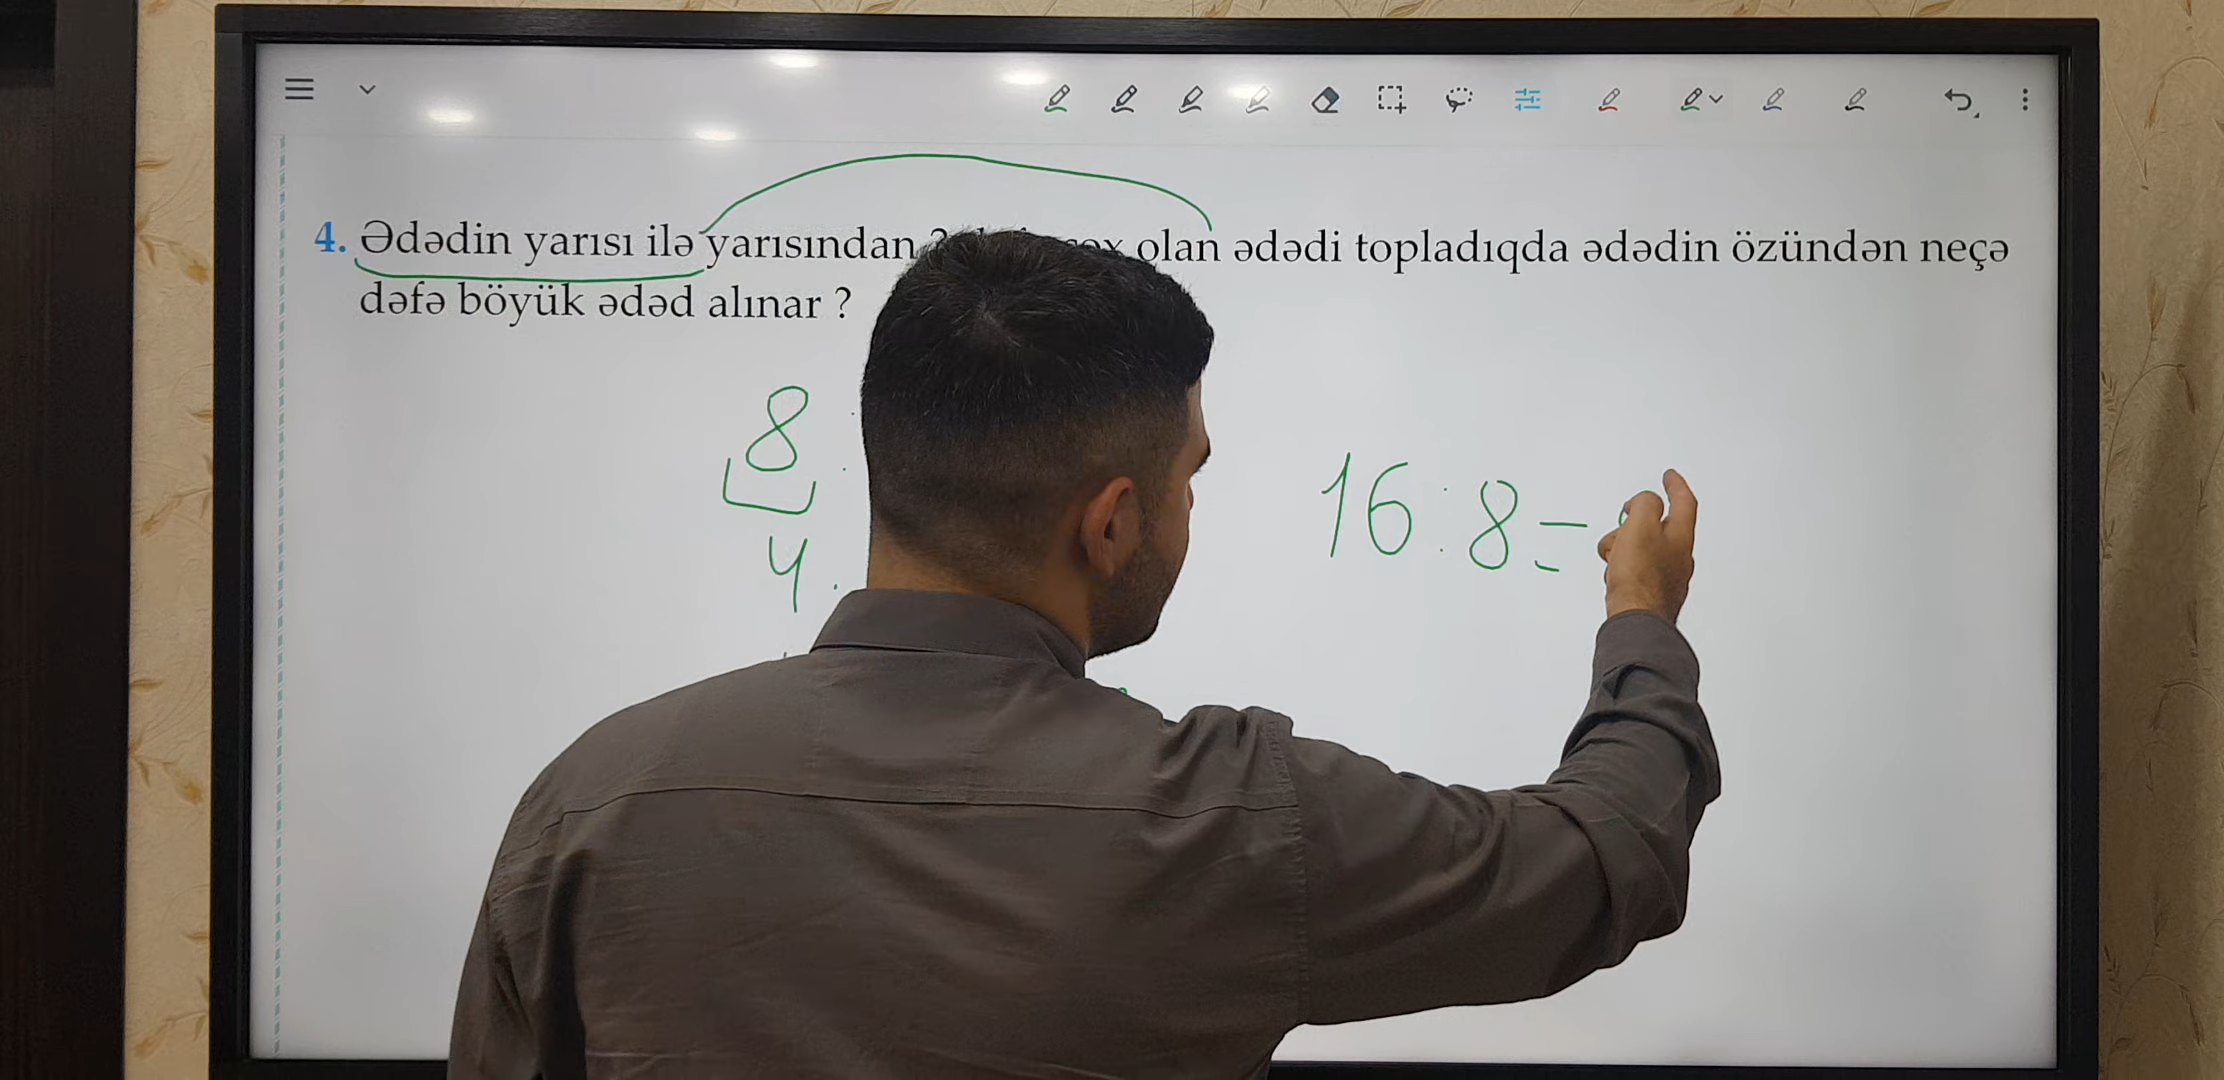 4. Ədədin yarısı ilə yarısından olan ədədi topladıqda ədədin özündən neçə
dəfə böyük ədəd alınar ?
8
16 : 8 =
4